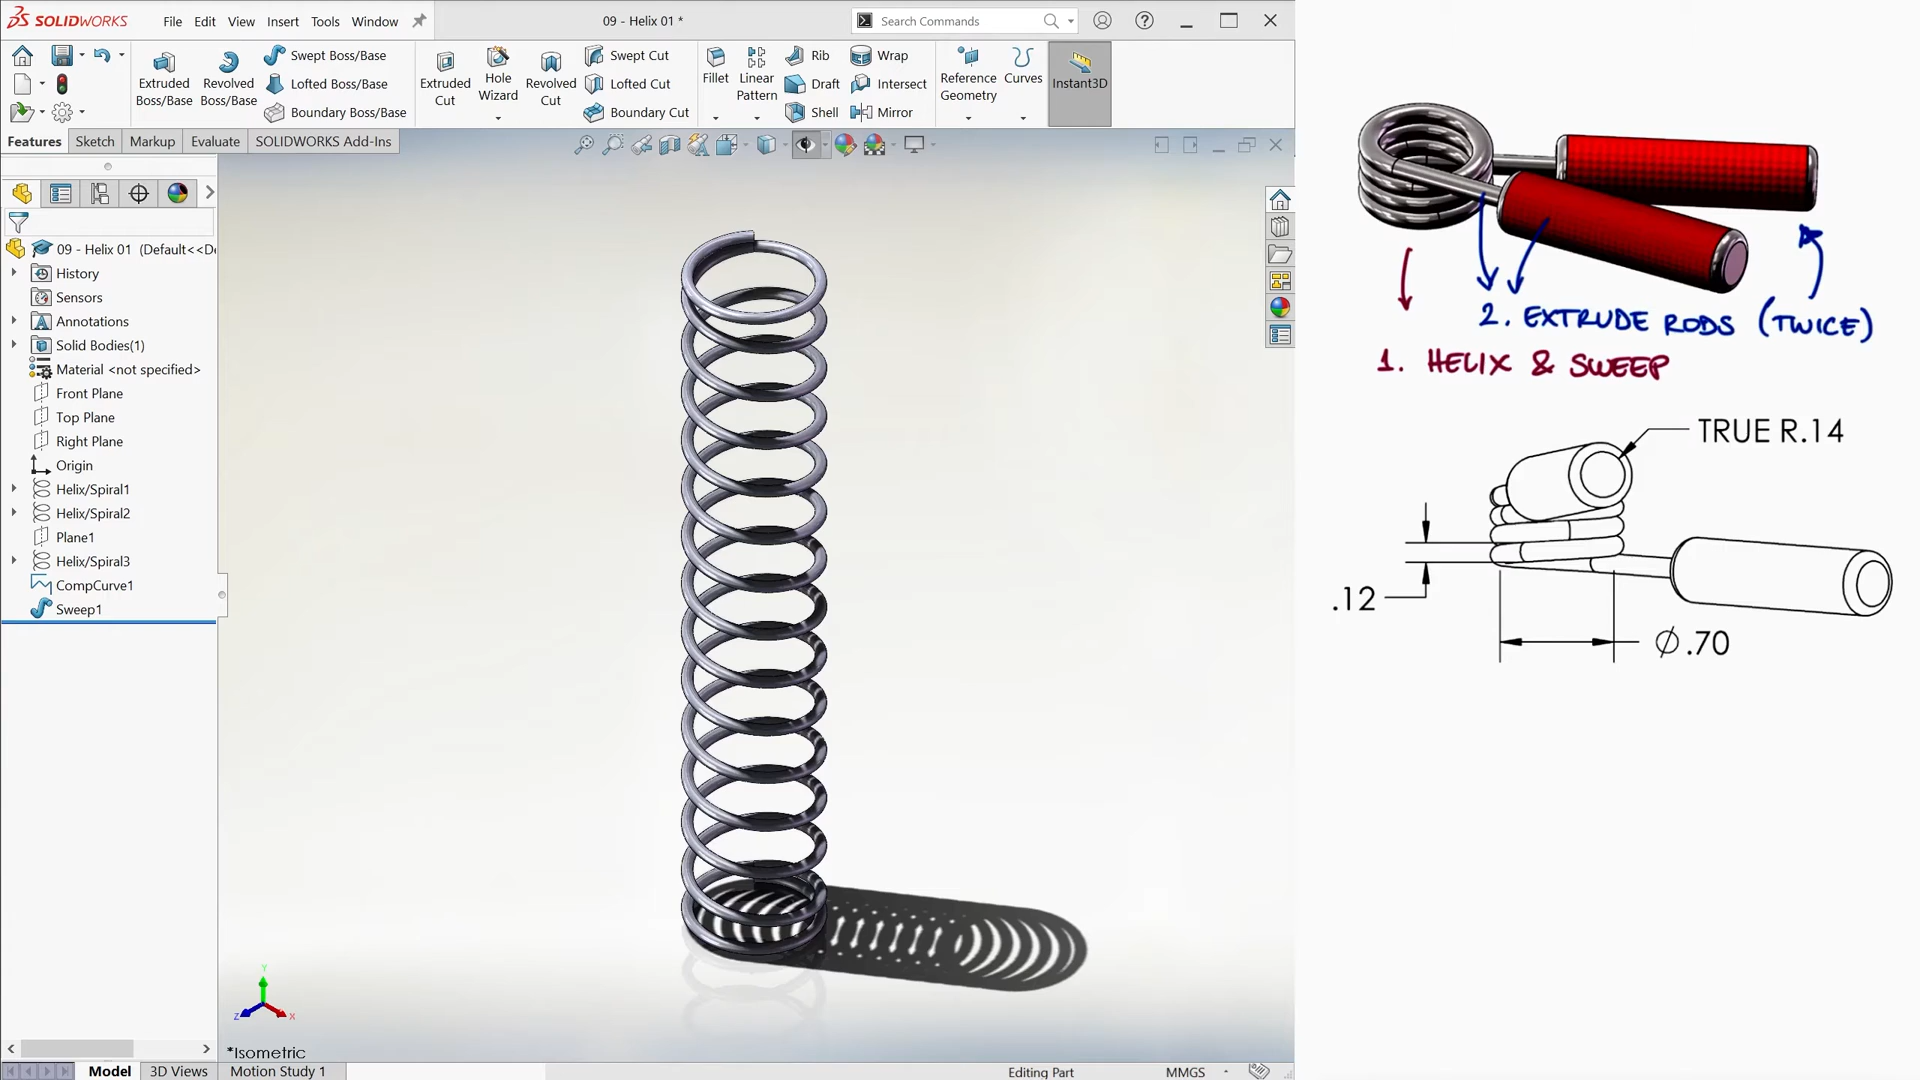 SOLIDWORKS File Edit View Insert Tools Window 09 - Helix 01 * Search Commands
Extruded Boss/Base
Revolved Boss/Base
Swept Boss/Base
Lofted Boss/Base
Boundary Boss/Base
Extruded Cut
Hole Wizard
Revolved Cut
Swept Cut
Lofted Cut
Boundary Cut
Fillet
Linear Pattern
Rib
Draft
Shell
Wrap
Intersect
Mirror
Reference Geometry
Curves
Instant3D
Features Sketch Markup Evaluate SOLIDWORKS Add-Ins
09 - Helix 01 (Default<<De
History
Sensors
Annotations
Solid Bodies(1)
Material <not specified>
Front Plane
Top Plane
Right Plane
Origin
Helix/Spiral1
Helix/Spiral2
Plane1
Helix/Spiral3
CompCurve1
Sweep1
Y
Z
X
*Isometric
Model 3D Views Motion Study 1
Editing Part MMGS
2. EXTRUDE RODS (TWICE)
1. HELIX & SWEEP
TRUE R.14
.12
∅.70